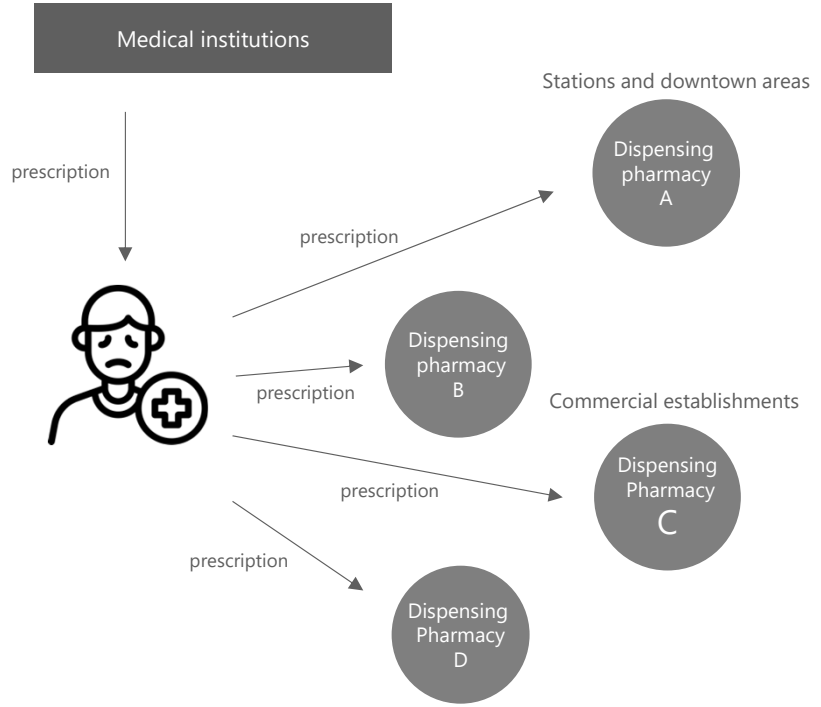 Medical institutions
Stations and downtown areas
Dispensing
pharmacy
A
prescription
prescription
Dispensing
pharmacy
B
prescription
Commercial establishments
Dispensing
Pharmacy
C
prescription
prescription
Dispensing
Pharmacy
D